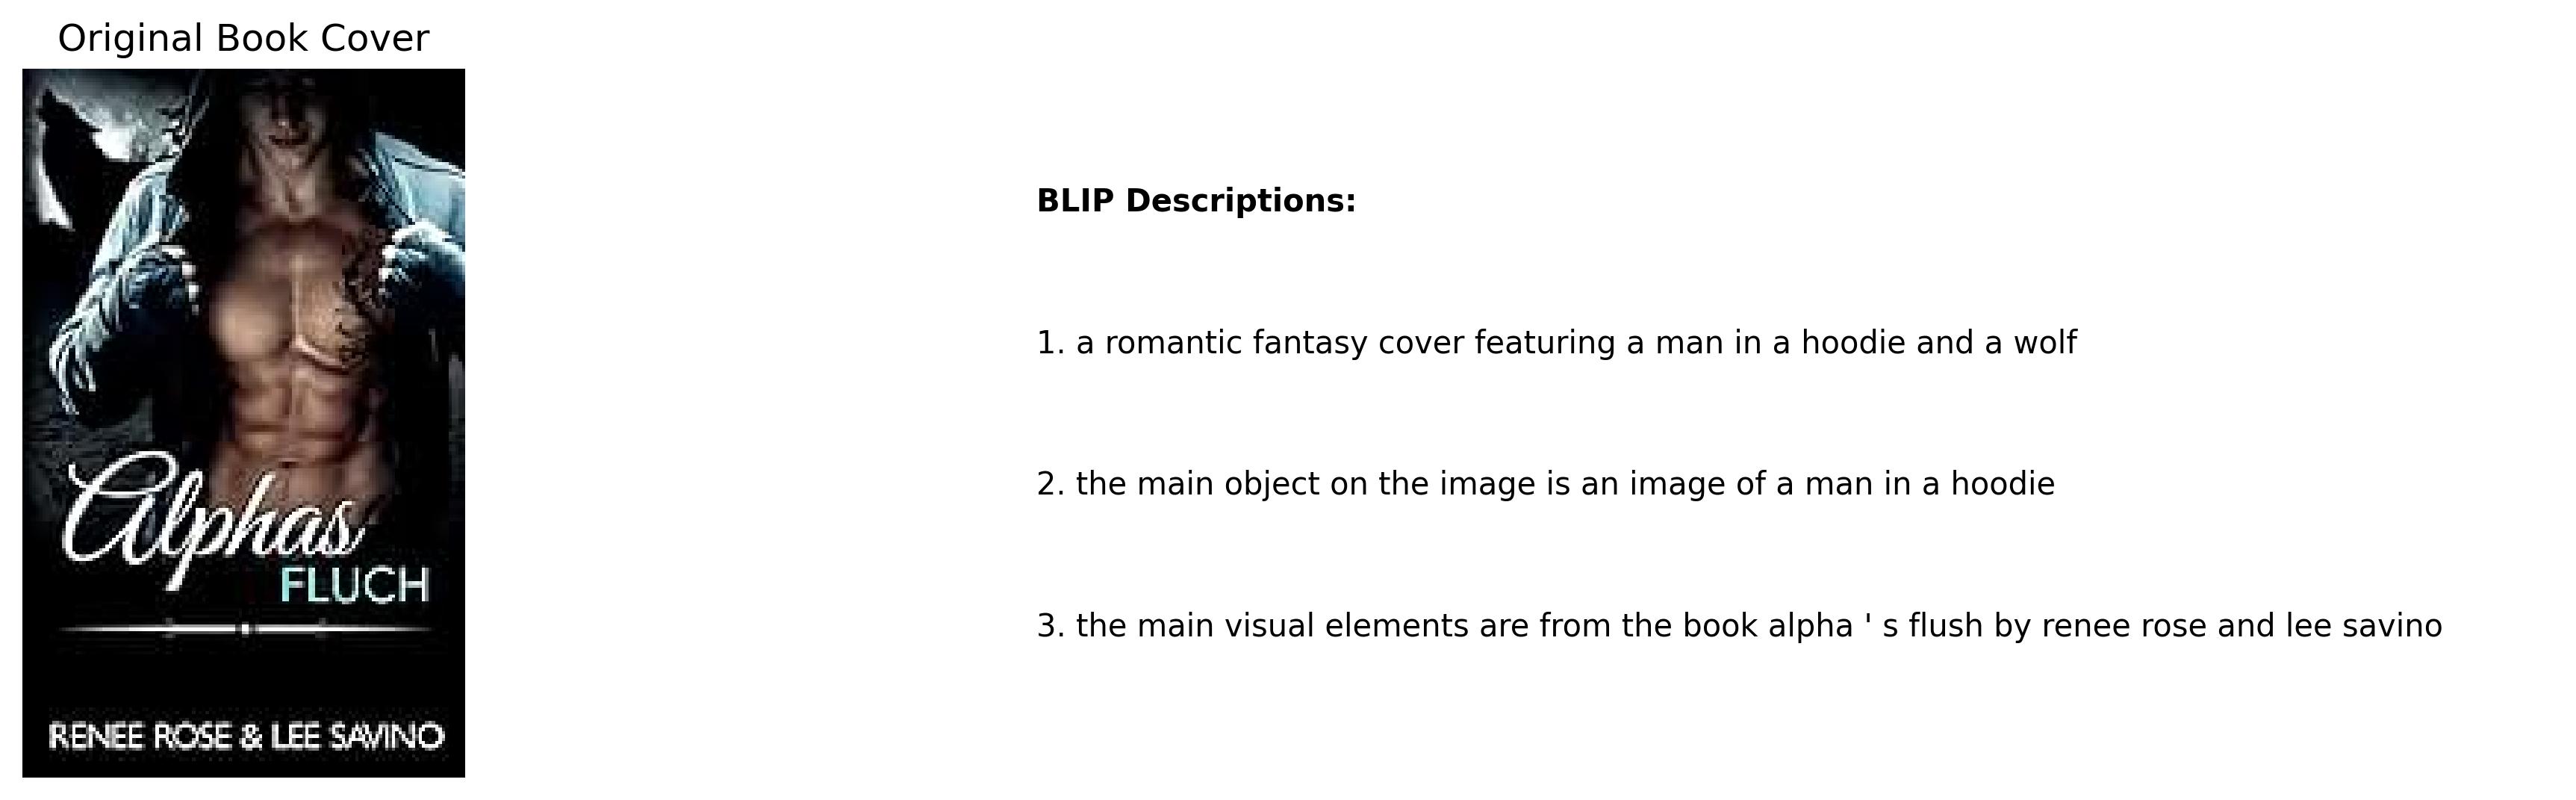 Original Book Cover
Alphas
FLUCH
RENEE ROSE & LEE SAVINO
BLIP Descriptions:
1. a romantic fantasy cover featuring a man in a hoodie and a wolf
2. the main object on the image is an image of a man in a hoodie
3. the main visual elements are from the book alpha ' s flush by renee rose and lee savino